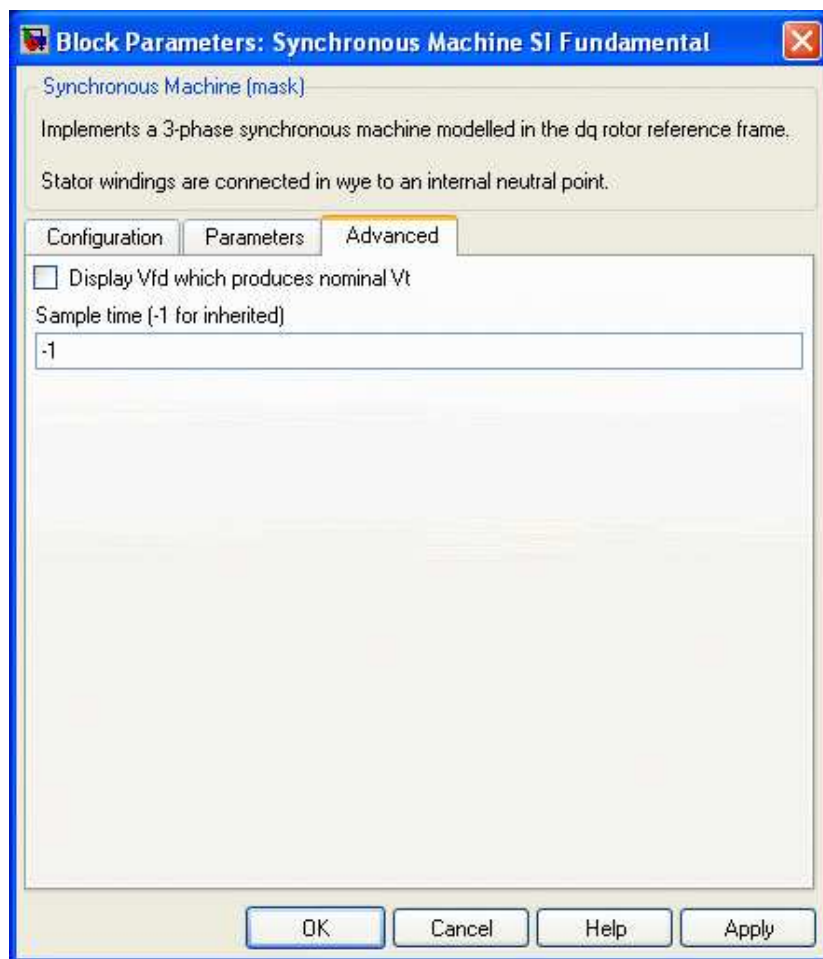 Block Parameters: Synchronous Machine SI Fundamental
Synchronous Machine (mask)
Implements a 3-phase synchronous machine modelled in the dq rotor reference frame.
Stator windings are connected in wye to an internal neutral point.
Configuration Parameters Advanced
Display Vfd which produces nominal Vt
Sample time (-1 for inherited)
-1
OK Cancel Help Apply